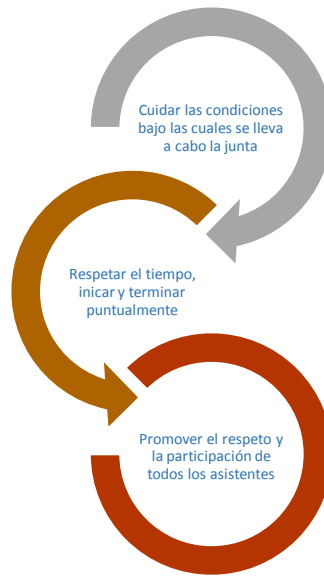 Cuidar las condiciones
bajo las cuales se lleva
a cabo la junta
Respetar el tiempo,
inicar y terminar
puntualmente
Promover el respeto y
la participación de
todos los asistentes